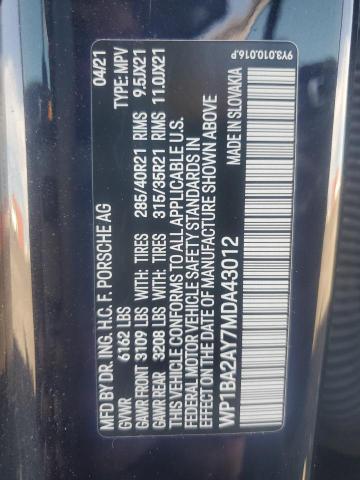 MFD BY DR. ING. H.C. F. PORSCHE AG 04/21
GVWR 6162 LBS TYPE: MPV
GAWR FRONT 3109 LBS WITH: TIRES 285/40R21 RIMS 9.5JX21
GAWR REAR 3208 LBS WITH: TIRES 315/35R21 RIMS 11.0JX21
THIS VEHICLE CONFORMS TO ALL APPLICABLE U.S.
FEDERAL MOTOR VEHICLE SAFETY STANDARDS IN
EFFECT ON THE DATE OF MANUFACTURE SHOWN ABOVE.
WP1BA2AY7MDA43012
MADE IN SLOVAKIA
9Y3.010.016.P